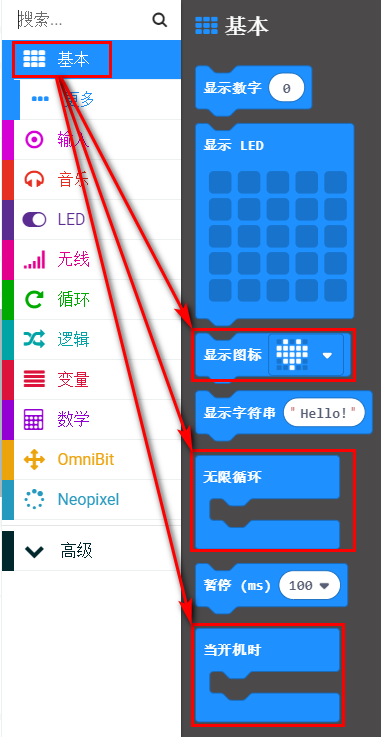 搜索...
基本
更多
输入
音乐
LED
无线
循环
逻辑
变量
数学
OmniBit
Neopixel
高级
基本
显示数字 0
显示 LED
显示图标
显示字符串 "Hello!"
无限循环
暂停 (ms) 100
当开机时